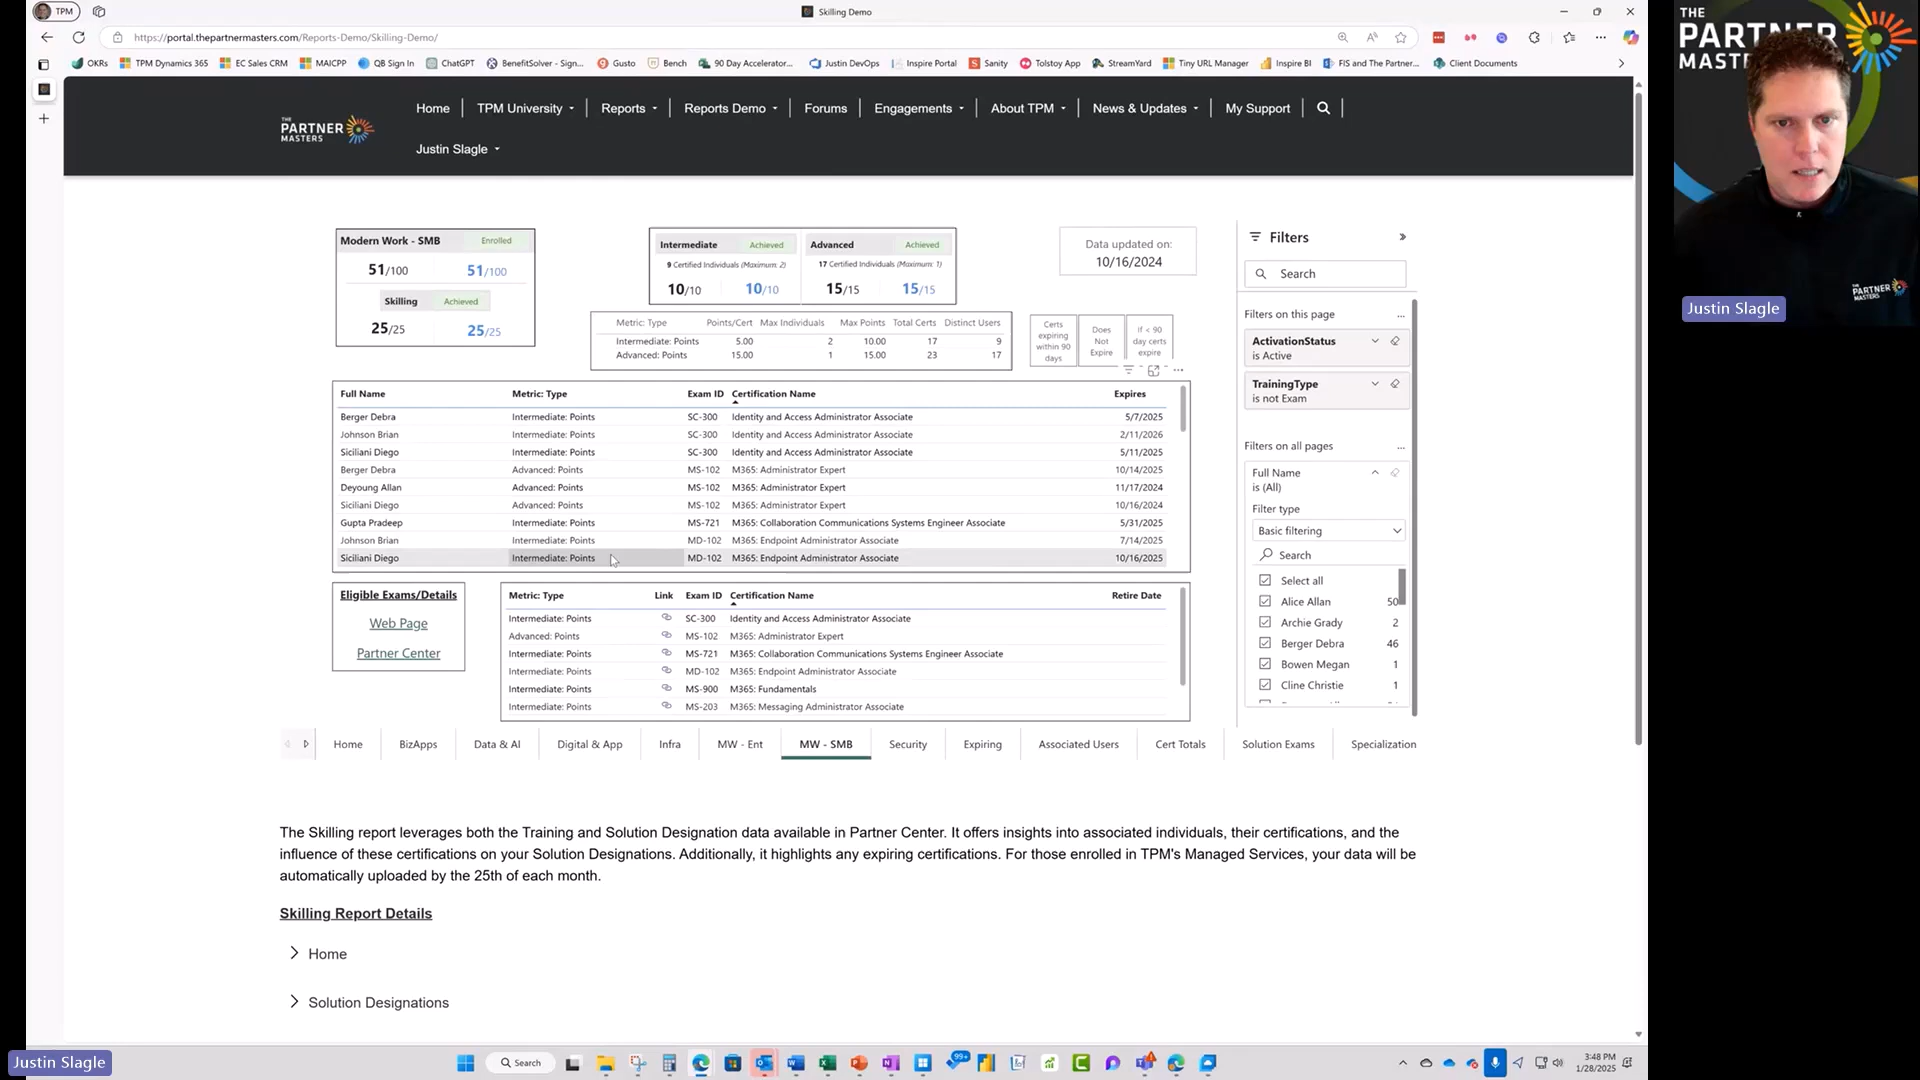 TPM
Skilling Demo
https://portal.thepartnermasters.com/Reports-Demo/Skilling-Demo/
OKRs
TPM Dynamics 365
EC Sales CRM
MAICPP
QB Sign In
ChatGPT
BenefitSolver - Sign...
Gusto
Bench
90 Day Accelerator...
Justin DevOps
Inspire Portal
Sanity
Tolstoy App
StreamYard
Tiny URL Manager
Inspire BI
FIS and The Partner...
Client Documents
THE
PARTNER
MASTERS
Home
TPM University
Reports
Reports Demo
Forums
Engagements
About TPM
News & Updates
My Support
Justin Slagle
Modern Work - SMB Enrolled
51/100 51/100
Skilling Achieved
25/25 25/25
Intermediate Achieved
9 Certified Individuals (Maximum: 2)
10/10 10/10
Advanced Achieved
17 Certified Individuals (Maximum: 1)
15/15 15/15
Data updated on:
10/16/2024
Metric: Type Points/Cert Max Individuals Max Points Total Certs Distinct Users
Intermediate: Points 5.00 2 10.00 17 9
Advanced: Points 15.00 1 15.00 23 17
Certs
expiring
within 90
days
Does
Not
Expire
If < 90
day certs
expire
Full Name Metric: Type Exam ID Certification Name Expires
Berger Debra Intermediate: Points SC-300 Identity and Access Administrator Associate 5/7/2025
Johnson Brian Intermediate: Points SC-300 Identity and Access Administrator Associate 2/11/2026
Siciliani Diego Intermediate: Points SC-300 Identity and Access Administrator Associate 5/11/2025
Berger Debra Advanced: Points MS-102 M365: Administrator Expert 10/14/2025
Deyoung Allan Advanced: Points MS-102 M365: Administrator Expert 11/17/2024
Siciliani Diego Advanced: Points MS-102 M365: Administrator Expert 10/16/2024
Gupta Pradeep Intermediate: Points MS-721 M365: Collaboration Communications Systems Engineer Associate 5/31/2025
Johnson Brian Intermediate: Points MD-102 M365: Endpoint Administrator Associate 7/14/2025
Siciliani Diego Intermediate: Points MD-102 M365: Endpoint Administrator Associate 10/16/2025
Eligible Exams/Details
Web Page
Partner Center
Metric: Type Link Exam ID Certification Name Retire Date
Intermediate: Points SC-300 Identity and Access Administrator Associate
Advanced: Points MS-102 M365: Administrator Expert
Intermediate: Points MS-721 M365: Collaboration Communications Systems Engineer Associate
Intermediate: Points MD-102 M365: Endpoint Administrator Associate
Intermediate: Points MS-900 M365: Fundamentals
Intermediate: Points MS-203 M365: Messaging Administrator Associate
Filters
Search
Filters on this page
ActivationStatus
is Active
TrainingType
is not Exam
Filters on all pages
Full Name
is (All)
Filter type
Basic filtering
Search
Select all
Alice Allan 50
Archie Grady 2
Berger Debra 46
Bowen Megan 1
Cline Christie 1
Home
BizApps
Data & AI
Digital & App
Infra
MW - Ent
MW - SMB
Security
Expiring
Associated Users
Cert Totals
Solution Exams
Specialization
The Skilling report leverages both the Training and Solution Designation data available in Partner Center. It offers insights into associated individuals, their certifications, and the
influence of these certifications on your Solution Designations. Additionally, it highlights any expiring certifications. For those enrolled in TPM's Managed Services, your data will be
automatically uploaded by the 25th of each month.
Skilling Report Details
Home
Solution Designations
Search
99+
3:48 PM
1/28/2025
Justin Slagle
THE
PARTNER
MAS
PARTNER
MASTERS
Justin Slagle